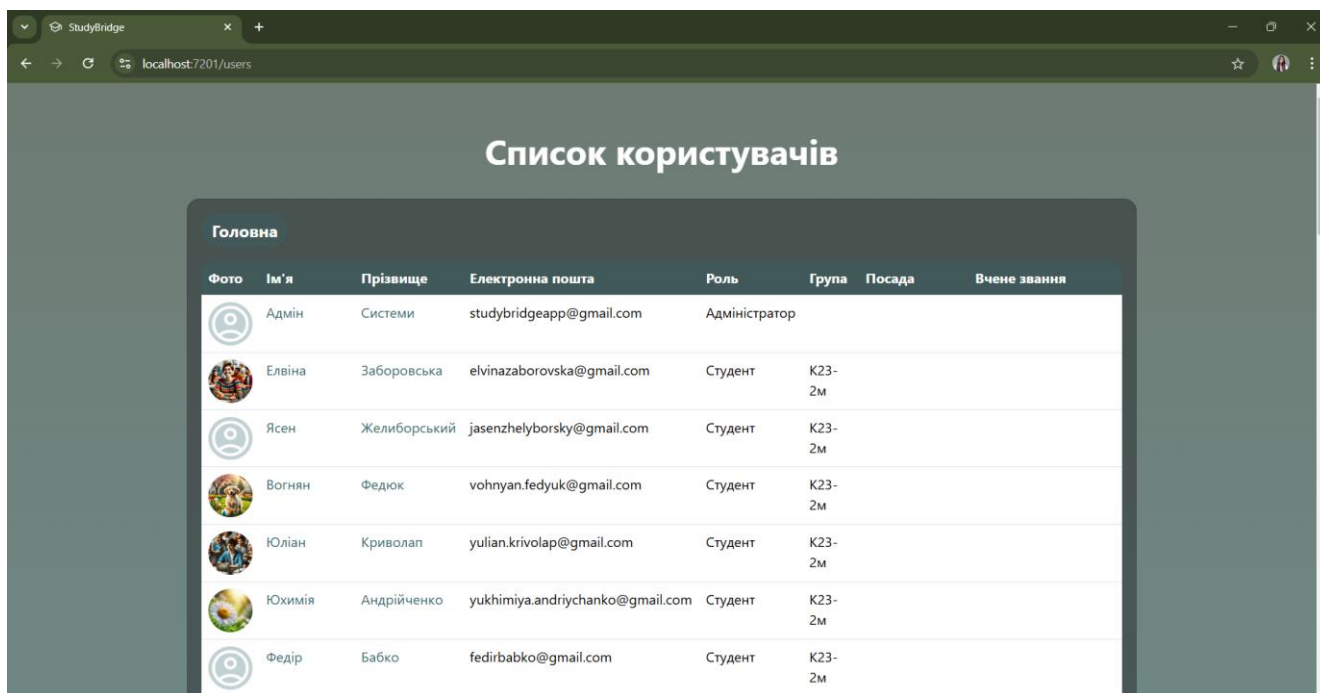 StudyBridge
localhost:7201/users
Список користувачів
Головна
Фото Ім'я Прізвище Електронна пошта Роль Група Посада Вчене звання
Адмін Системи studybridgeapp@gmail.com Адміністратор
Елвіна Заборовська elvinazaborovska@gmail.com Студент К23-
2м
Ясен Желиборський jasenzhelyborsky@gmail.com Студент К23-
2м
Вогнян Федюк vohnyan.fedyuk@gmail.com Студент К23-
2м
Юліан Криволап yulian.krivolap@gmail.com Студент К23-
2м
Юхимія Андрійченко yukhimiya.andriychanko@gmail.com Студент К23-
2м
Федір Бабко fedirbabko@gmail.com Студент К23-
2м